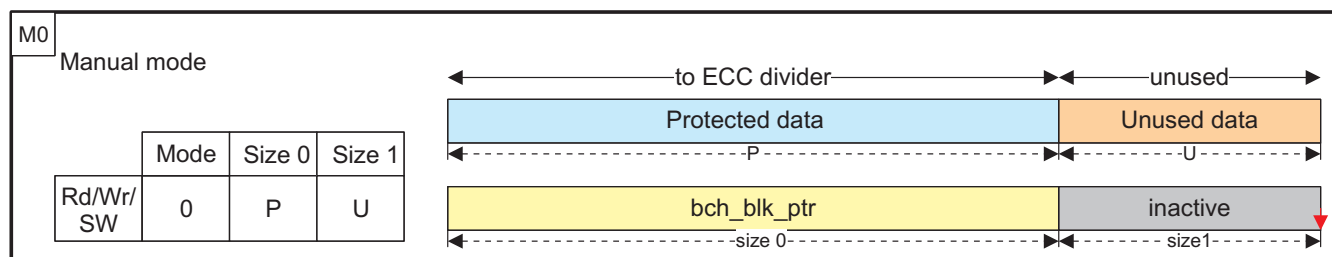 M0
Manual mode
to ECC divider
unused
Protected data
Unused data
P
U
Mode Size 0 Size 1
Rd/Wr/
SW
0 P U
bch_blk_ptr
inactive
size 0
size1